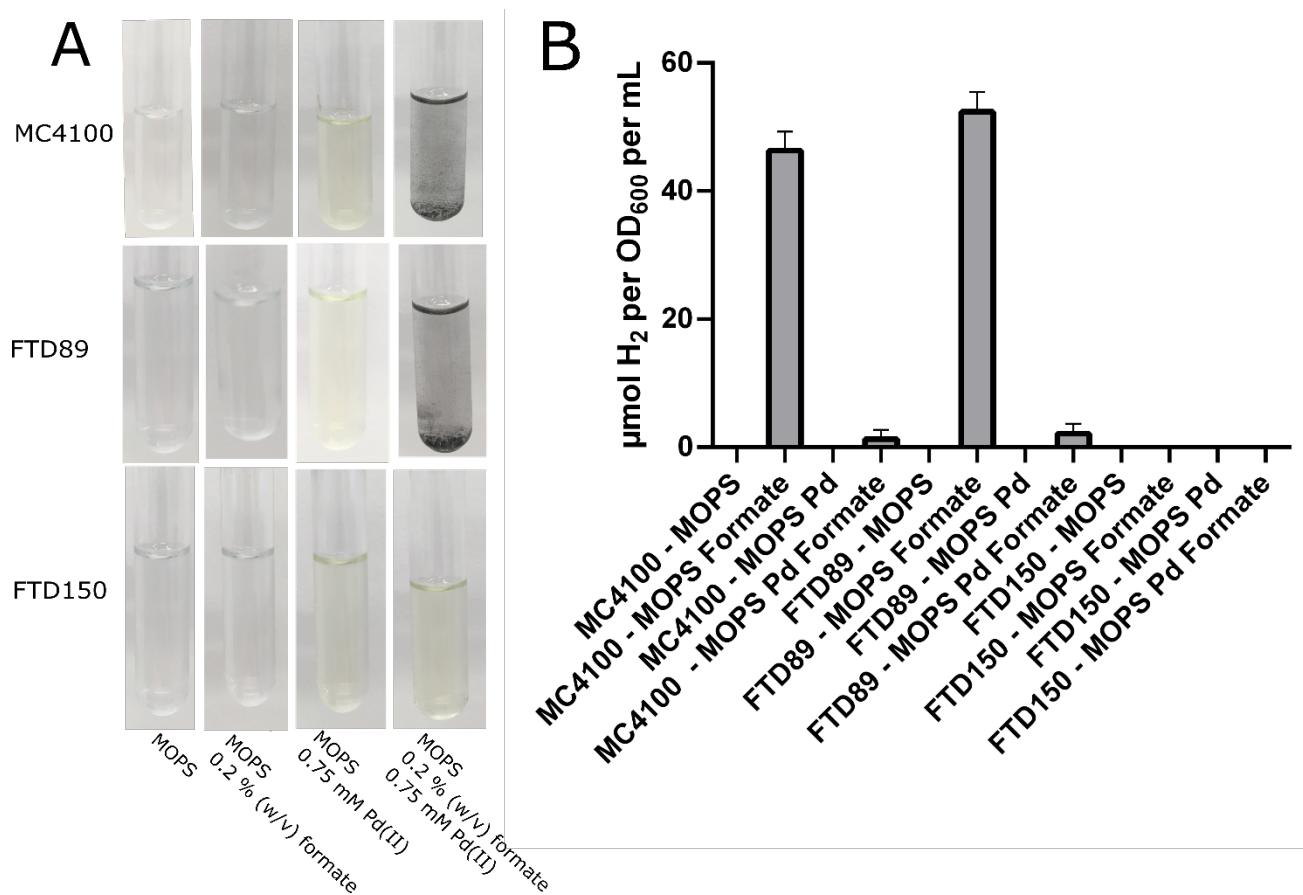 A
MC4100
FTD89
FTD150
MOPS
MOPS
0.2 % (w/v) formate
MOPS
0.75 mM Pd(II)
MOPS
0.2 % (w/v) formate
0.75 mM Pd(II)
B
µmol H₂ per OD₆₀₀ per mL
60
40
20
0
MC4100 - MOPS
MC4100 - MOPS Formate
MC4100 - MOPS Pd
MC4100  - MOPS Pd Formate
FTD89 - MOPS
FTD89 - MOPS Formate
FTD89 - MOPS Pd
FTD89 - MOPS Pd Formate
FTD150 - MOPS
FTD150 - MOPS Formate
FTD150 - MOPS Pd
FTD150 - MOPS Pd Formate